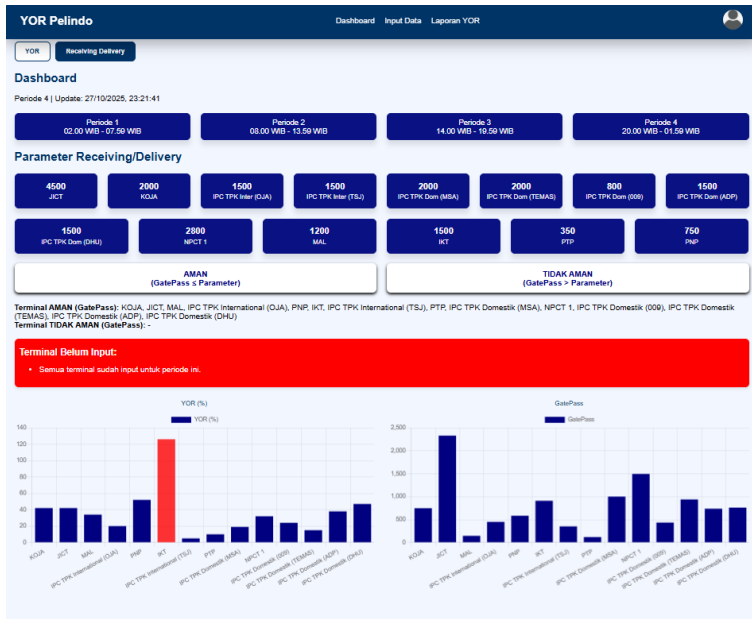 YOR Pelindo
Dashboard Input Data Laporan YOR
YOR Receiving Delivery
Dashboard
Periode 4 | Update: 27/10/2025, 23:21:41
Periode 1
02.00 WIB - 07.59 WIB
Periode 2
08.00 WIB - 13.59 WIB
Periode 3
14.00 WIB - 19.59 WIB
Periode 4
20.00 WIB - 01.59 WIB
Parameter Receiving/Delivery
4500
JICT
2000
KOJA
1500
IPC TPK Inter (OJA)
1500
IPC TPK Inter (TSJ)
2000
IPC TPK Dom (MSA)
2000
IPC TPK Dom (TEMAS)
800
IPC TPK Dom (009)
1500
IPC TPK Dom (ADP)
1500
IPC TPK Dom (DHU)
2800
NPCT 1
1200
MAL
1500
IKT
350
PTP
750
PNP
AMAN
(GatePass ≤ Parameter)
TIDAK AMAN
(GatePass > Parameter)
Terminal AMAN (GatePass): KOJA, JICT, MAL, IPC TPK International (OJA), PNP, IKT, IPC TPK International (TSJ), PTP, IPC TPK Domestik (MSA), NPCT 1, IPC TPK Domestik (009), IPC TPK Domestik
(TEMAS), IPC TPK Domestik (ADP), IPC TPK Domestik (DHU)
Terminal TIDAK AMAN (GatePass): -
Terminal Belum Input:
• Semua terminal sudah input untuk periode ini.
YOR (%)
YOR (%)
140
120
100
80
60
40
20
0
KOJA
JICT
MAL
IPC TPK International (OJA)
PNP
IKT
IPC TPK International (TSJ)
PTP
IPC TPK Domestik (MSA)
NPCT 1
IPC TPK Domestik (009)
IPC TPK Domestik (TEMAS)
IPC TPK Domestik (ADP)
IPC TPK Domestik (DHU)
GatePass
GatePass
2,500
2,000
1,500
1,000
500
0
KOJA
JICT
MAL
IPC TPK International (OJA)
PNP
IKT
IPC TPK International (TSJ)
PTP
IPC TPK Domestik (MSA)
NPCT 1
IPC TPK Domestik (009)
IPC TPK Domestik (TEMAS)
IPC TPK Domestik (ADP)
IPC TPK Domestik (DHU)